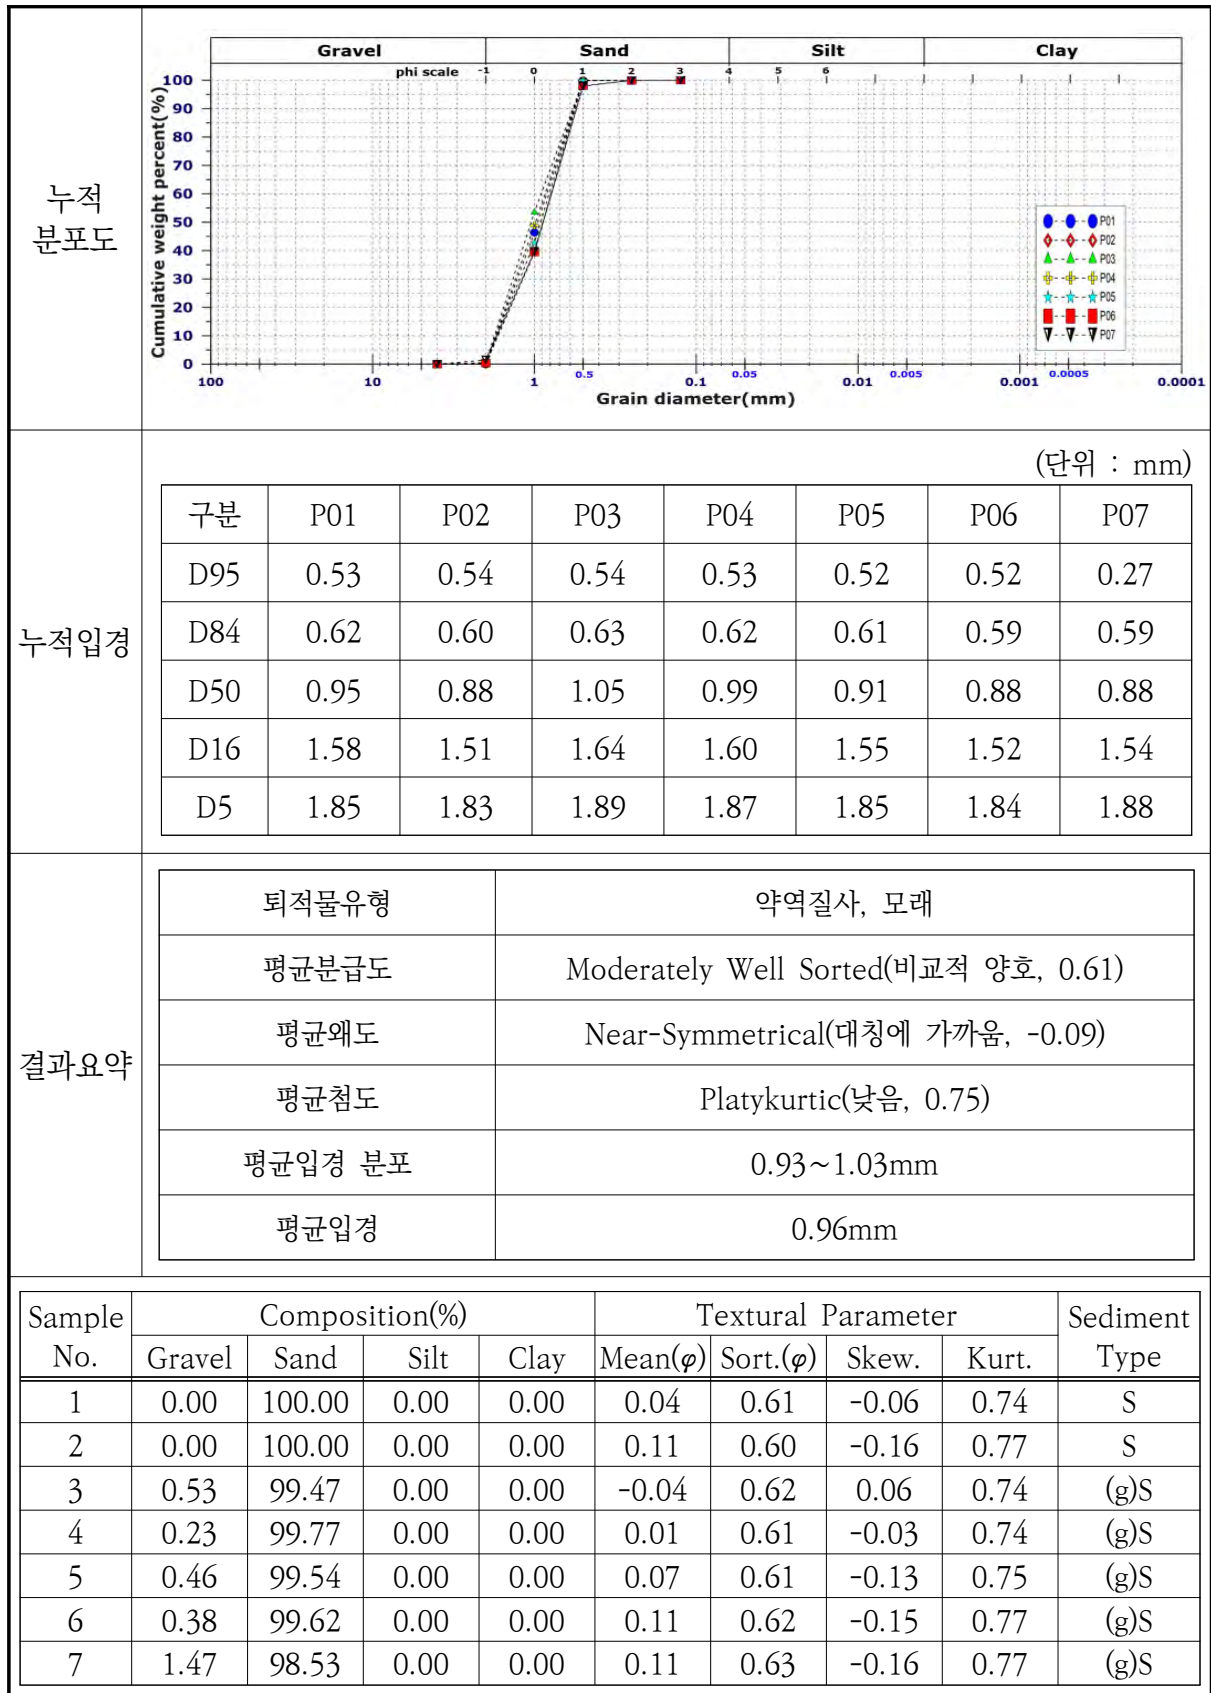 누적
분포도
Gravel Sand Silt Clay
phi scale -1 0 1 2 3 4 5 6
Cumulative weight percent(%)
100
90
80
70
60
50
40
30
20
10
0
P01
P02
P03
P04
P05
P06
P07
100 10 1 0.5 0.1 0.05 0.01 0.005 0.001 0.0005 0.0001
Grain diameter(mm)
누적입경
(단위 : mm)
구분 P01 P02 P03 P04 P05 P06 P07
D95 0.53 0.54 0.54 0.53 0.52 0.52 0.27
D84 0.62 0.60 0.63 0.62 0.61 0.59 0.59
D50 0.95 0.88 1.05 0.99 0.91 0.88 0.88
D16 1.58 1.51 1.64 1.60 1.55 1.52 1.54
D5 1.85 1.83 1.89 1.87 1.85 1.84 1.88
결과요약
퇴적물유형 약역질사, 모래
평균분급도 Moderately Well Sorted(비교적 양호, 0.61)
평균왜도 Near-Symmetrical(대칭에 가까움, -0.09)
평균첨도 Platykurtic(낮음, 0.75)
평균입경 분포 0.93~1.03mm
평균입경 0.96mm
Sample Composition(%) Textural Parameter Sediment
No. Gravel Sand Silt Clay Mean(φ) Sort.(φ) Skew. Kurt. Type
1 0.00 100.00 0.00 0.00 0.04 0.61 -0.06 0.74 S
2 0.00 100.00 0.00 0.00 0.11 0.60 -0.16 0.77 S
3 0.53 99.47 0.00 0.00 -0.04 0.62 0.06 0.74 (g)S
4 0.23 99.77 0.00 0.00 0.01 0.61 -0.03 0.74 (g)S
5 0.46 99.54 0.00 0.00 0.07 0.61 -0.13 0.75 (g)S
6 0.38 99.62 0.00 0.00 0.11 0.62 -0.15 0.77 (g)S
7 1.47 98.53 0.00 0.00 0.11 0.63 -0.16 0.77 (g)S